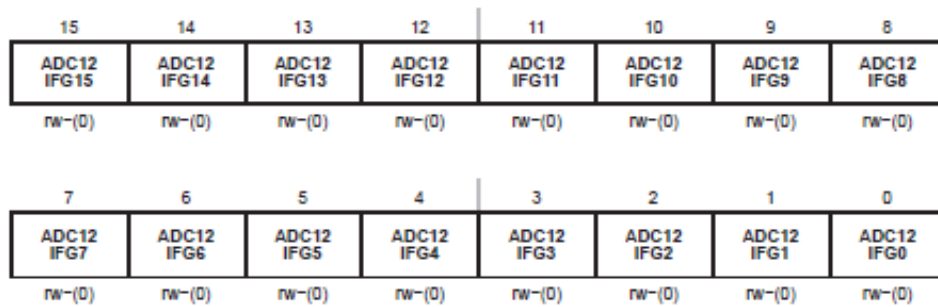 15 14 13 12 11 10 9 8
ADC12 ADC12 ADC12 ADC12 ADC12 ADC12 ADC12 ADC12
IFG15 IFG14 IFG13 IFG12 IFG11 IFG10 IFG9 IFG8
rw−(0) rw−(0) rw−(0) rw−(0) rw−(0) rw−(0) rw−(0) rw−(0)
7 6 5 4 3 2 1 0
ADC12 ADC12 ADC12 ADC12 ADC12 ADC12 ADC12 ADC12
IFG7 IFG6 IFG5 IFG4 IFG3 IFG2 IFG1 IFG0
rw−(0) rw−(0) rw−(0) rw−(0) rw−(0) rw−(0) rw−(0) rw−(0)